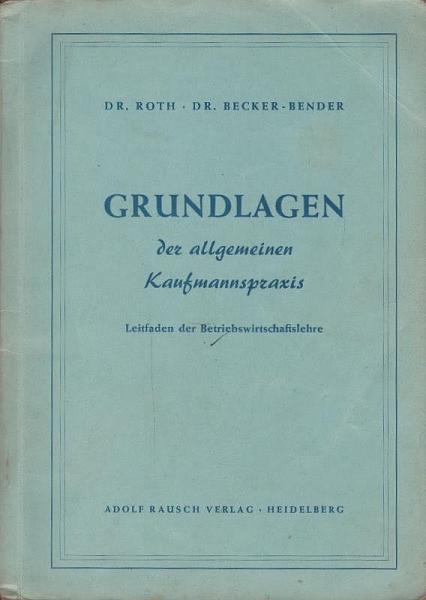 DR. ROTH · DR. BECKER-BENDER
GRUNDLAGEN
der allgemeinen
Kaufmannspraxis
Leitfaden der Betriebswirtschaftslehre
ADOLF RAUSCH VERLAG · HEIDELBERG